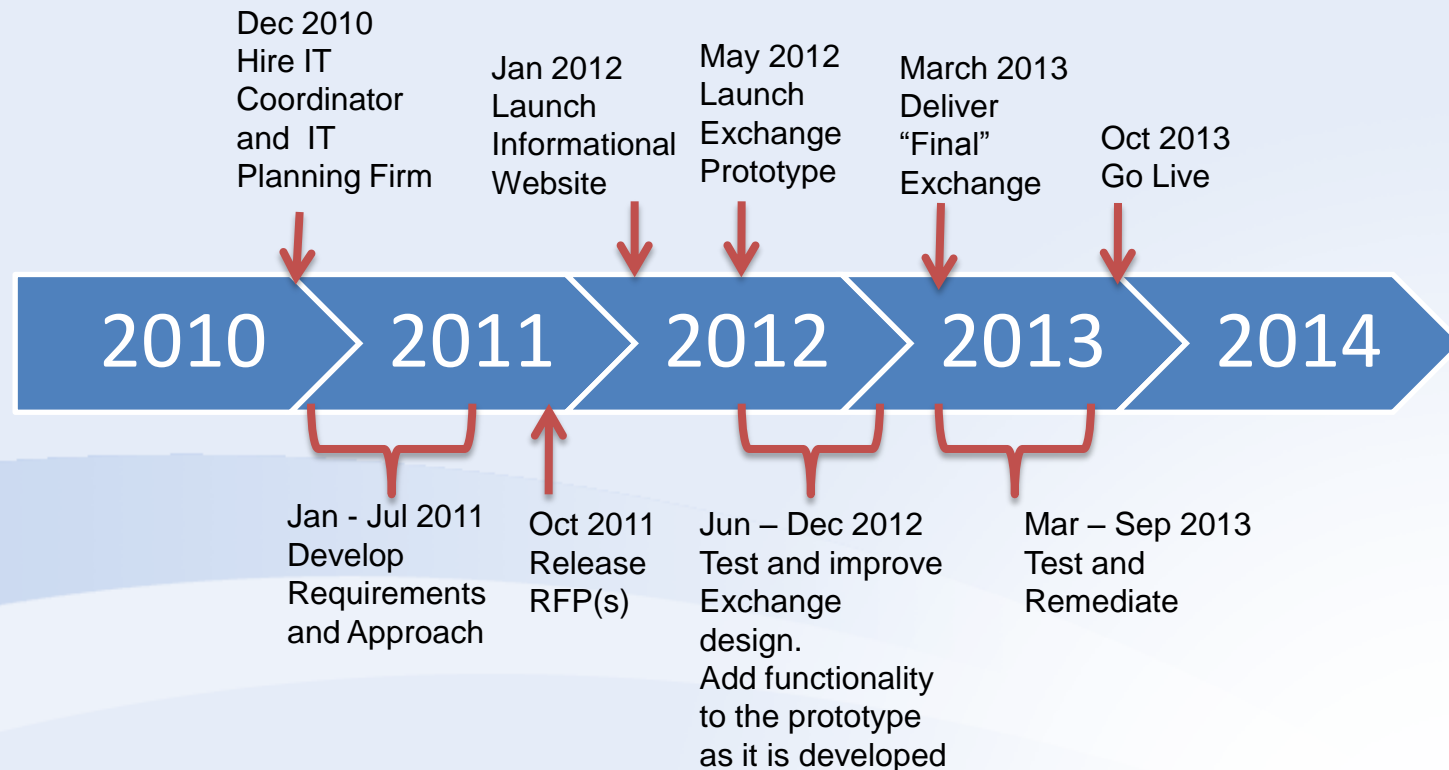 Dec 2010
Hire IT
Coordinator
and IT
Planning Firm
Jan 2012
Launch
Informational
Website
May 2012
Launch
Exchange
Prototype
March 2013
Deliver
“Final”
Exchange
Oct 2013
Go Live
2010
2011
2012
2013
2014
Jan - Jul 2011
Develop
Requirements
and Approach
Oct 2011
Release
RFP(s)
Jun – Dec 2012
Test and improve
Exchange
design.
Add functionality
to the prototype
as it is developed
Mar – Sep 2013
Test and
Remediate